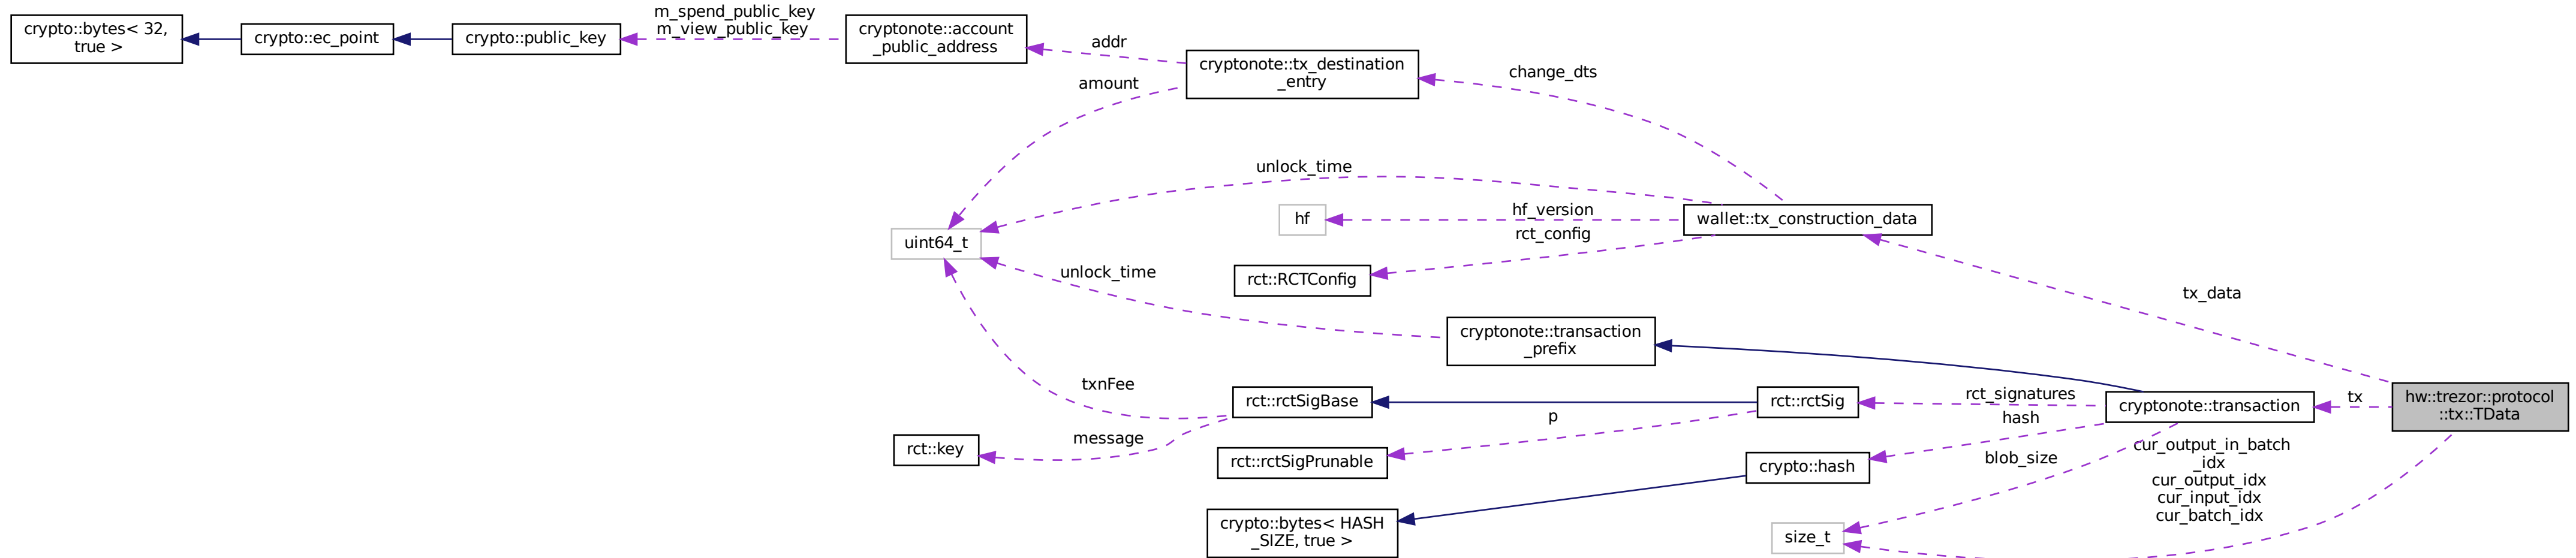 crypto::bytes< 32,
true >
crypto::ec_point
crypto::public_key
m_spend_public_key
m_view_public_key
cryptonote::account
_public_address
addr
amount
cryptonote::tx_destination
_entry
change_dts
unlock_time
hf
hf_version
rct_config
wallet::tx_construction_data
uint64_t
rct::RCTConfig
unlock_time
tx_data
cryptonote::transaction
_prefix
txnFee
rct::rctSigBase
rct::rctSig
rct_signatures
hash
cryptonote::transaction
tx
hw::trezor::protocol
::tx::TData
message
p
rct::key
rct::rctSigPrunable
crypto::hash
blob_size
cur_output_in_batch
_idx
cur_output_idx
cur_input_idx
cur_batch_idx
crypto::bytes< HASH
_SIZE, true >
size_t